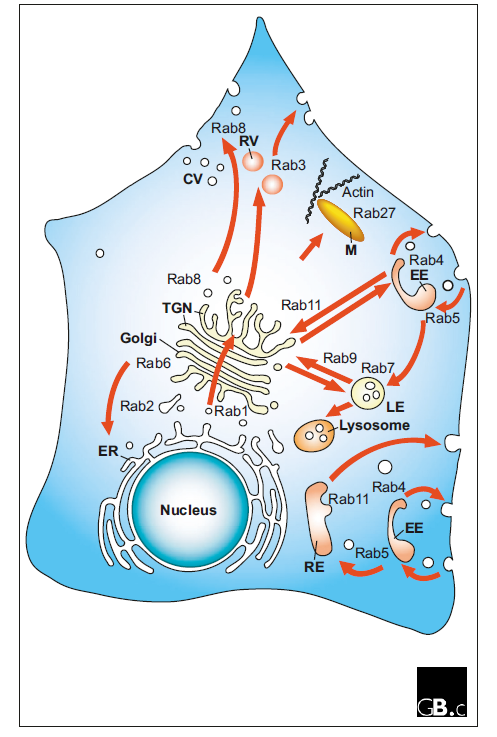 Rab8
RV
Rab3
CV
Actin
Rab27
M
Rab4
EE
Rab8
TGN
Rab11
Rab5
Golgi
Rab6
Rab9
Rab7
Rab2
Rab1
LE
Lysosome
ER
Rab4
Rab11
Nucleus
EE
Rab5
RE
GB.c